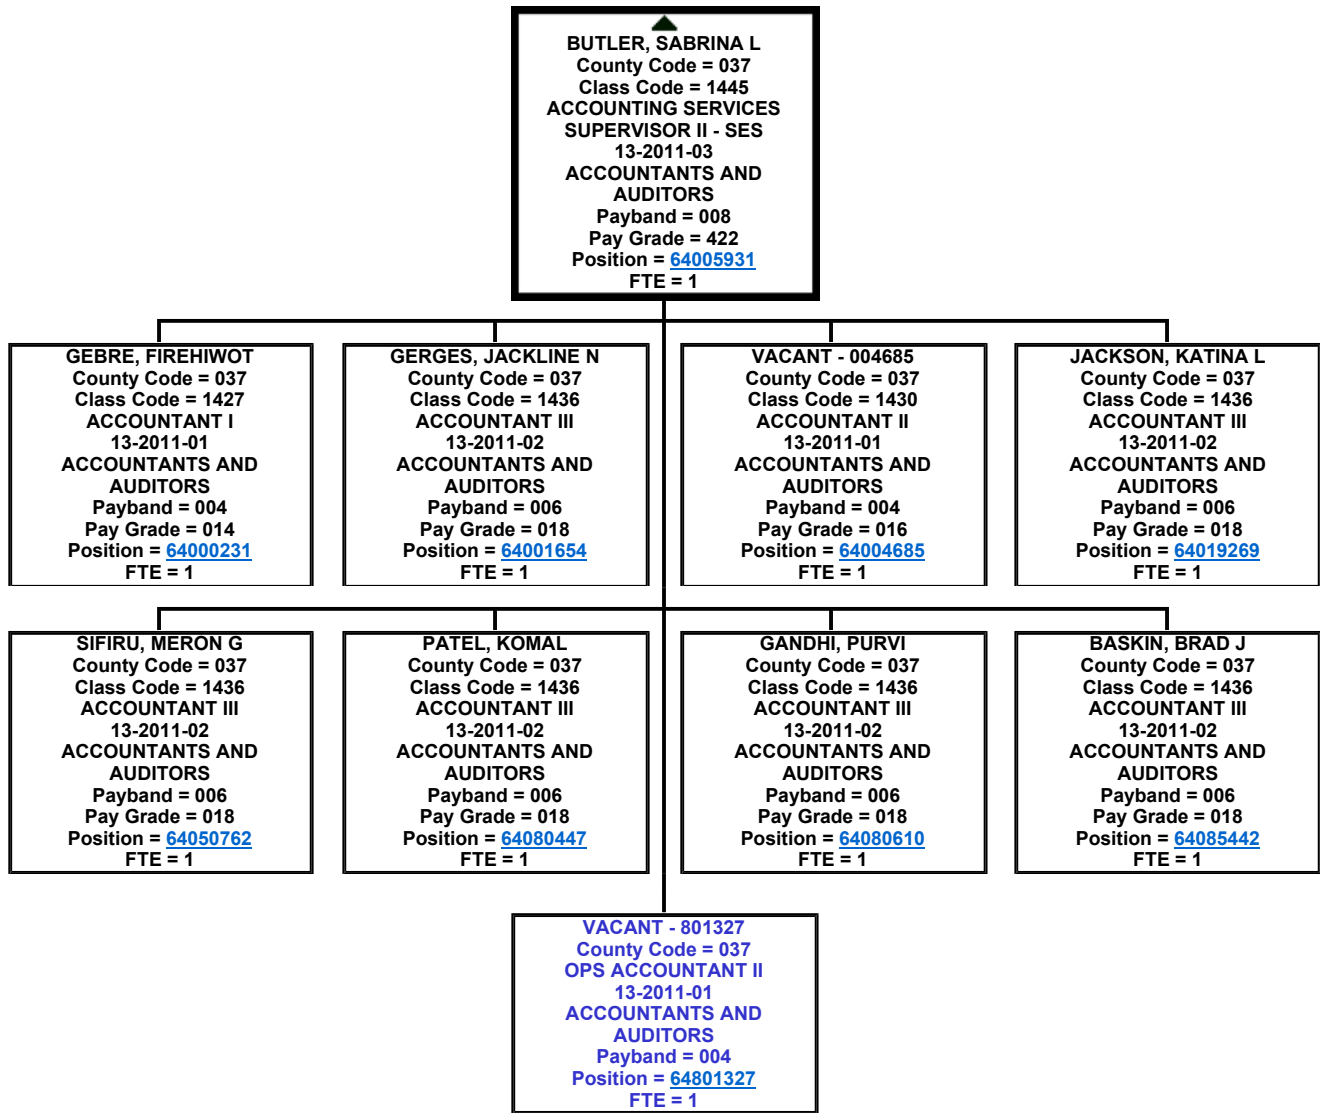 BUTLER, SABRINA L
County Code = 037
Class Code = 1445
ACCOUNTING SERVICES
SUPERVISOR II - SES
13-2011-03
ACCOUNTANTS AND
AUDITORS
Payband = 008
Pay Grade = 422
Position = 64005931
FTE = 1
GEBRE, FIREHIWOT
County Code = 037
Class Code = 1427
ACCOUNTANT I
13-2011-01
ACCOUNTANTS AND
AUDITORS
Payband = 004
Pay Grade = 014
Position = 64000231
FTE = 1
GERGES, JACKLINE N
County Code = 037
Class Code = 1436
ACCOUNTANT III
13-2011-02
ACCOUNTANTS AND
AUDITORS
Payband = 006
Pay Grade = 018
Position = 64001654
FTE = 1
VACANT - 004685
County Code = 037
Class Code = 1430
ACCOUNTANT II
13-2011-01
ACCOUNTANTS AND
AUDITORS
Payband = 004
Pay Grade = 016
Position = 64004685
FTE = 1
JACKSON, KATINA L
County Code = 037
Class Code = 1436
ACCOUNTANT III
13-2011-02
ACCOUNTANTS AND
AUDITORS
Payband = 006
Pay Grade = 018
Position = 64019269
FTE = 1
SIFIRU, MERON G
County Code = 037
Class Code = 1436
ACCOUNTANT III
13-2011-02
ACCOUNTANTS AND
AUDITORS
Payband = 006
Pay Grade = 018
Position = 64050762
FTE = 1
PATEL, KOMAL
County Code = 037
Class Code = 1436
ACCOUNTANT III
13-2011-02
ACCOUNTANTS AND
AUDITORS
Payband = 006
Pay Grade = 018
Position = 64080447
FTE = 1
GANDHI, PURVI
County Code = 037
Class Code = 1436
ACCOUNTANT III
13-2011-02
ACCOUNTANTS AND
AUDITORS
Payband = 006
Pay Grade = 018
Position = 64080610
FTE = 1
BASKIN, BRAD J
County Code = 037
Class Code = 1436
ACCOUNTANT III
13-2011-02
ACCOUNTANTS AND
AUDITORS
Payband = 006
Pay Grade = 018
Position = 64085442
FTE = 1
VACANT - 801327
County Code = 037
OPS ACCOUNTANT II
13-2011-01
ACCOUNTANTS AND
AUDITORS
Payband = 004
Position = 64801327
FTE = 1